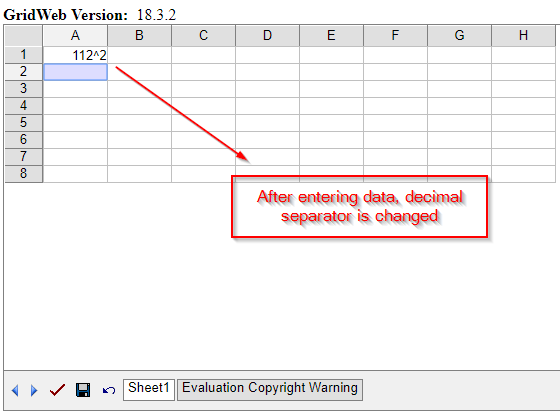 GridWeb Version: 18.3.2
A B C D E F G H
1 112^2
2
3
4
5
6
7
8
After entering data, decimal
separator is changed
Sheet1 Evaluation Copyright Warning